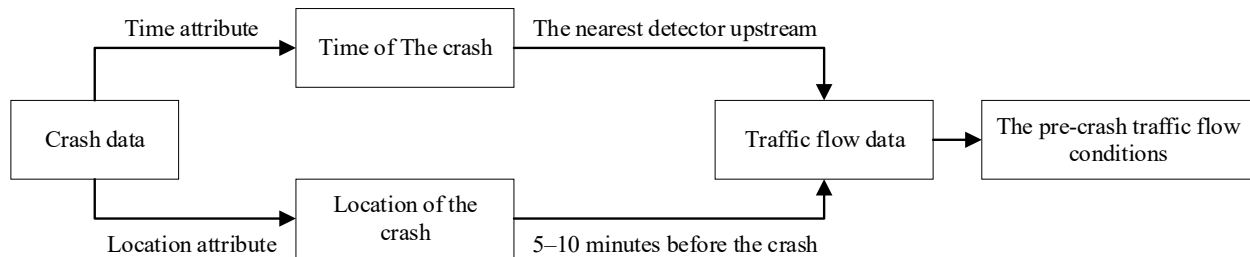 Time attribute
Time of The crash
The nearest detector upstream
Crash data
Traffic flow data
The pre-crash traffic flow
conditions
Location attribute
Location of the
crash
5–10 minutes before the crash